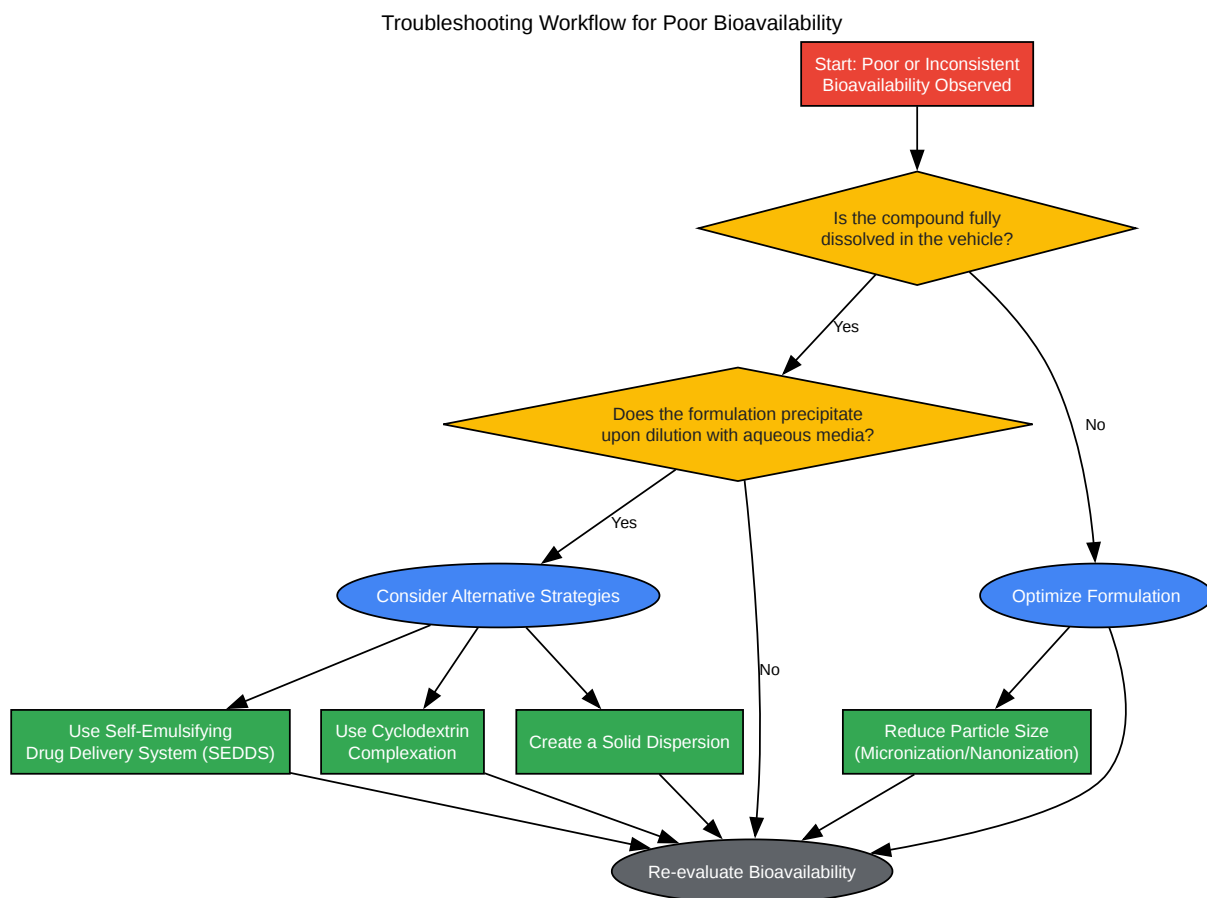 Troubleshooting Workflow for Poor Bioavailability
Start: Poor or Inconsistent
Bioavailability Observed
Is the compound fully
dissolved in the vehicle?
Yes
Does the formulation precipitate
upon dilution with aqueous media?
No
Yes
Consider Alternative Strategies
Optimize Formulation
No
Use Self-Emulsifying
Drug Delivery System (SEDDS)
Use Cyclodextrin
Complexation
Create a Solid Dispersion
Reduce Particle Size
(Micronization/Nanonization)
Re-evaluate Bioavailability